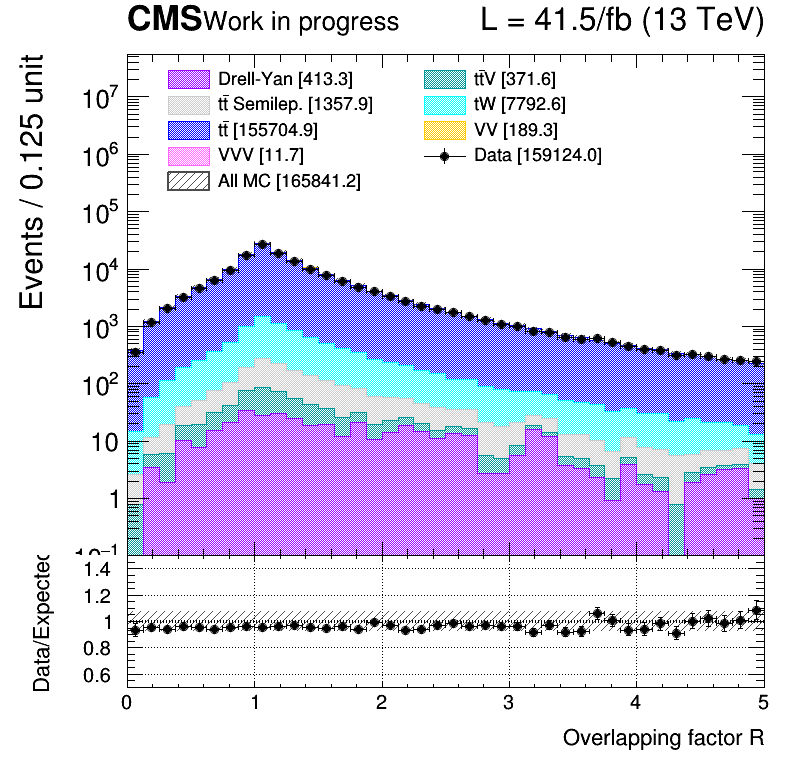 CMS Work in progress L = 41.5/fb (13 TeV)
Events / 0.125 unit
Drell-Yan [413.3]
tt̄ Semilep. [1357.9]
tt̄ [155704.9]
VVV [11.7]
All MC [165841.2]
tt̄V [371.6]
tW [7792.6]
VV [189.3]
Data [159124.0]
10⁷
10⁶
10⁵
10⁴
10³
10²
10
1
10⁻¹
Data/Expected
1.4
1.2
1
0.8
0.6
0 1 2 3 4 5
Overlapping factor R